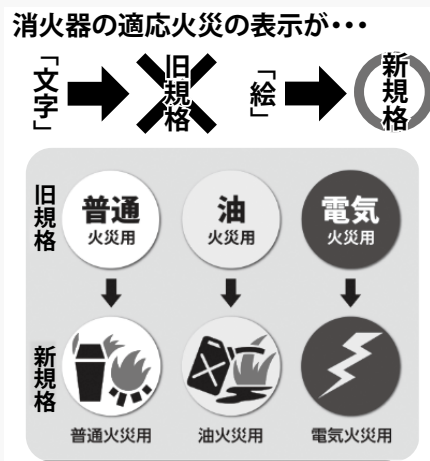 消火器の適応火災の表示が・・・
「文字」
旧規格
「絵」
新規格
旧規格
普通
火災用
油
火災用
電気
火災用
新規格
普通火災用
油火災用
電気火災用